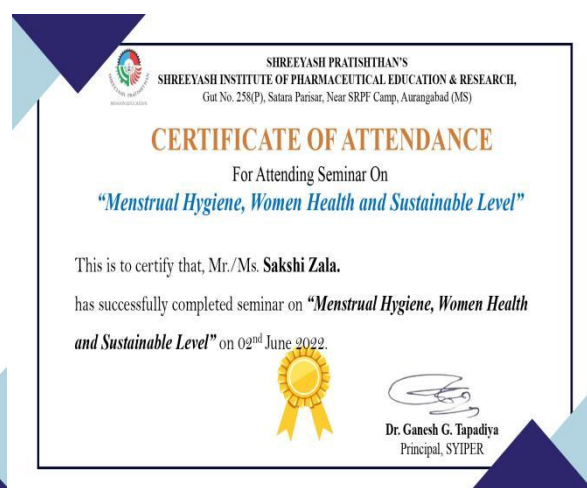 SHREEYASH PRATISHTHAN'S
SHREEYASH INSTITUTE OF PHARMACEUTICAL EDUCATION & RESEARCH,
Gut No. 258(P), Satara Parisar, Near SRPF Camp, Aurangabad (MS)
CERTIFICATE OF ATTENDANCE
For Attending Seminar On
“Menstrual Hygiene, Women Health and Sustainable Level”
This is to certify that, Mr./Ms. Sakshi Zala.
has successfully completed seminar on “Menstrual Hygiene, Women Health
and Sustainable Level” on 02nd June 2022.
Dr. Ganesh G. Tapadiya
Principal, SYIPER